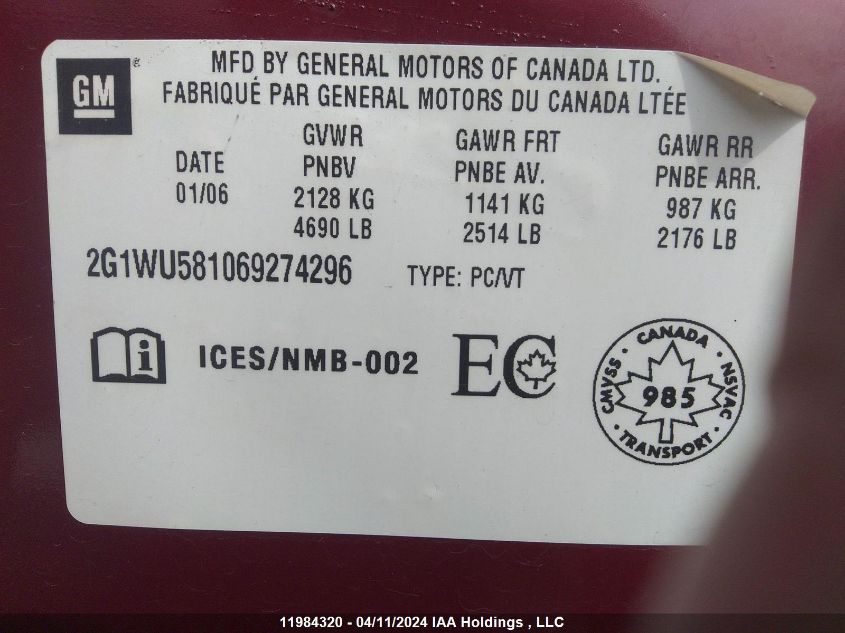 GM
MFD BY GENERAL MOTORS OF CANADA LTD.
FABRIQUÉ PAR GENERAL MOTORS DU CANADA LTÉE
DATE
01/06
GVWR
PNBV
2128 KG
4690 LB
GAWR FRT
PNBE AV.
1141 KG
2514 LB
GAWR RR
PNBE ARR.
987 KG
2176 LB
2G1WU581069274296 TYPE: PC/VT
i ICES/NMB-002 EC
CMVSS • CANADA • NSVAC • TRANSPORT •
985
11984320 - 04/11/2024 IAA Holdings , LLC